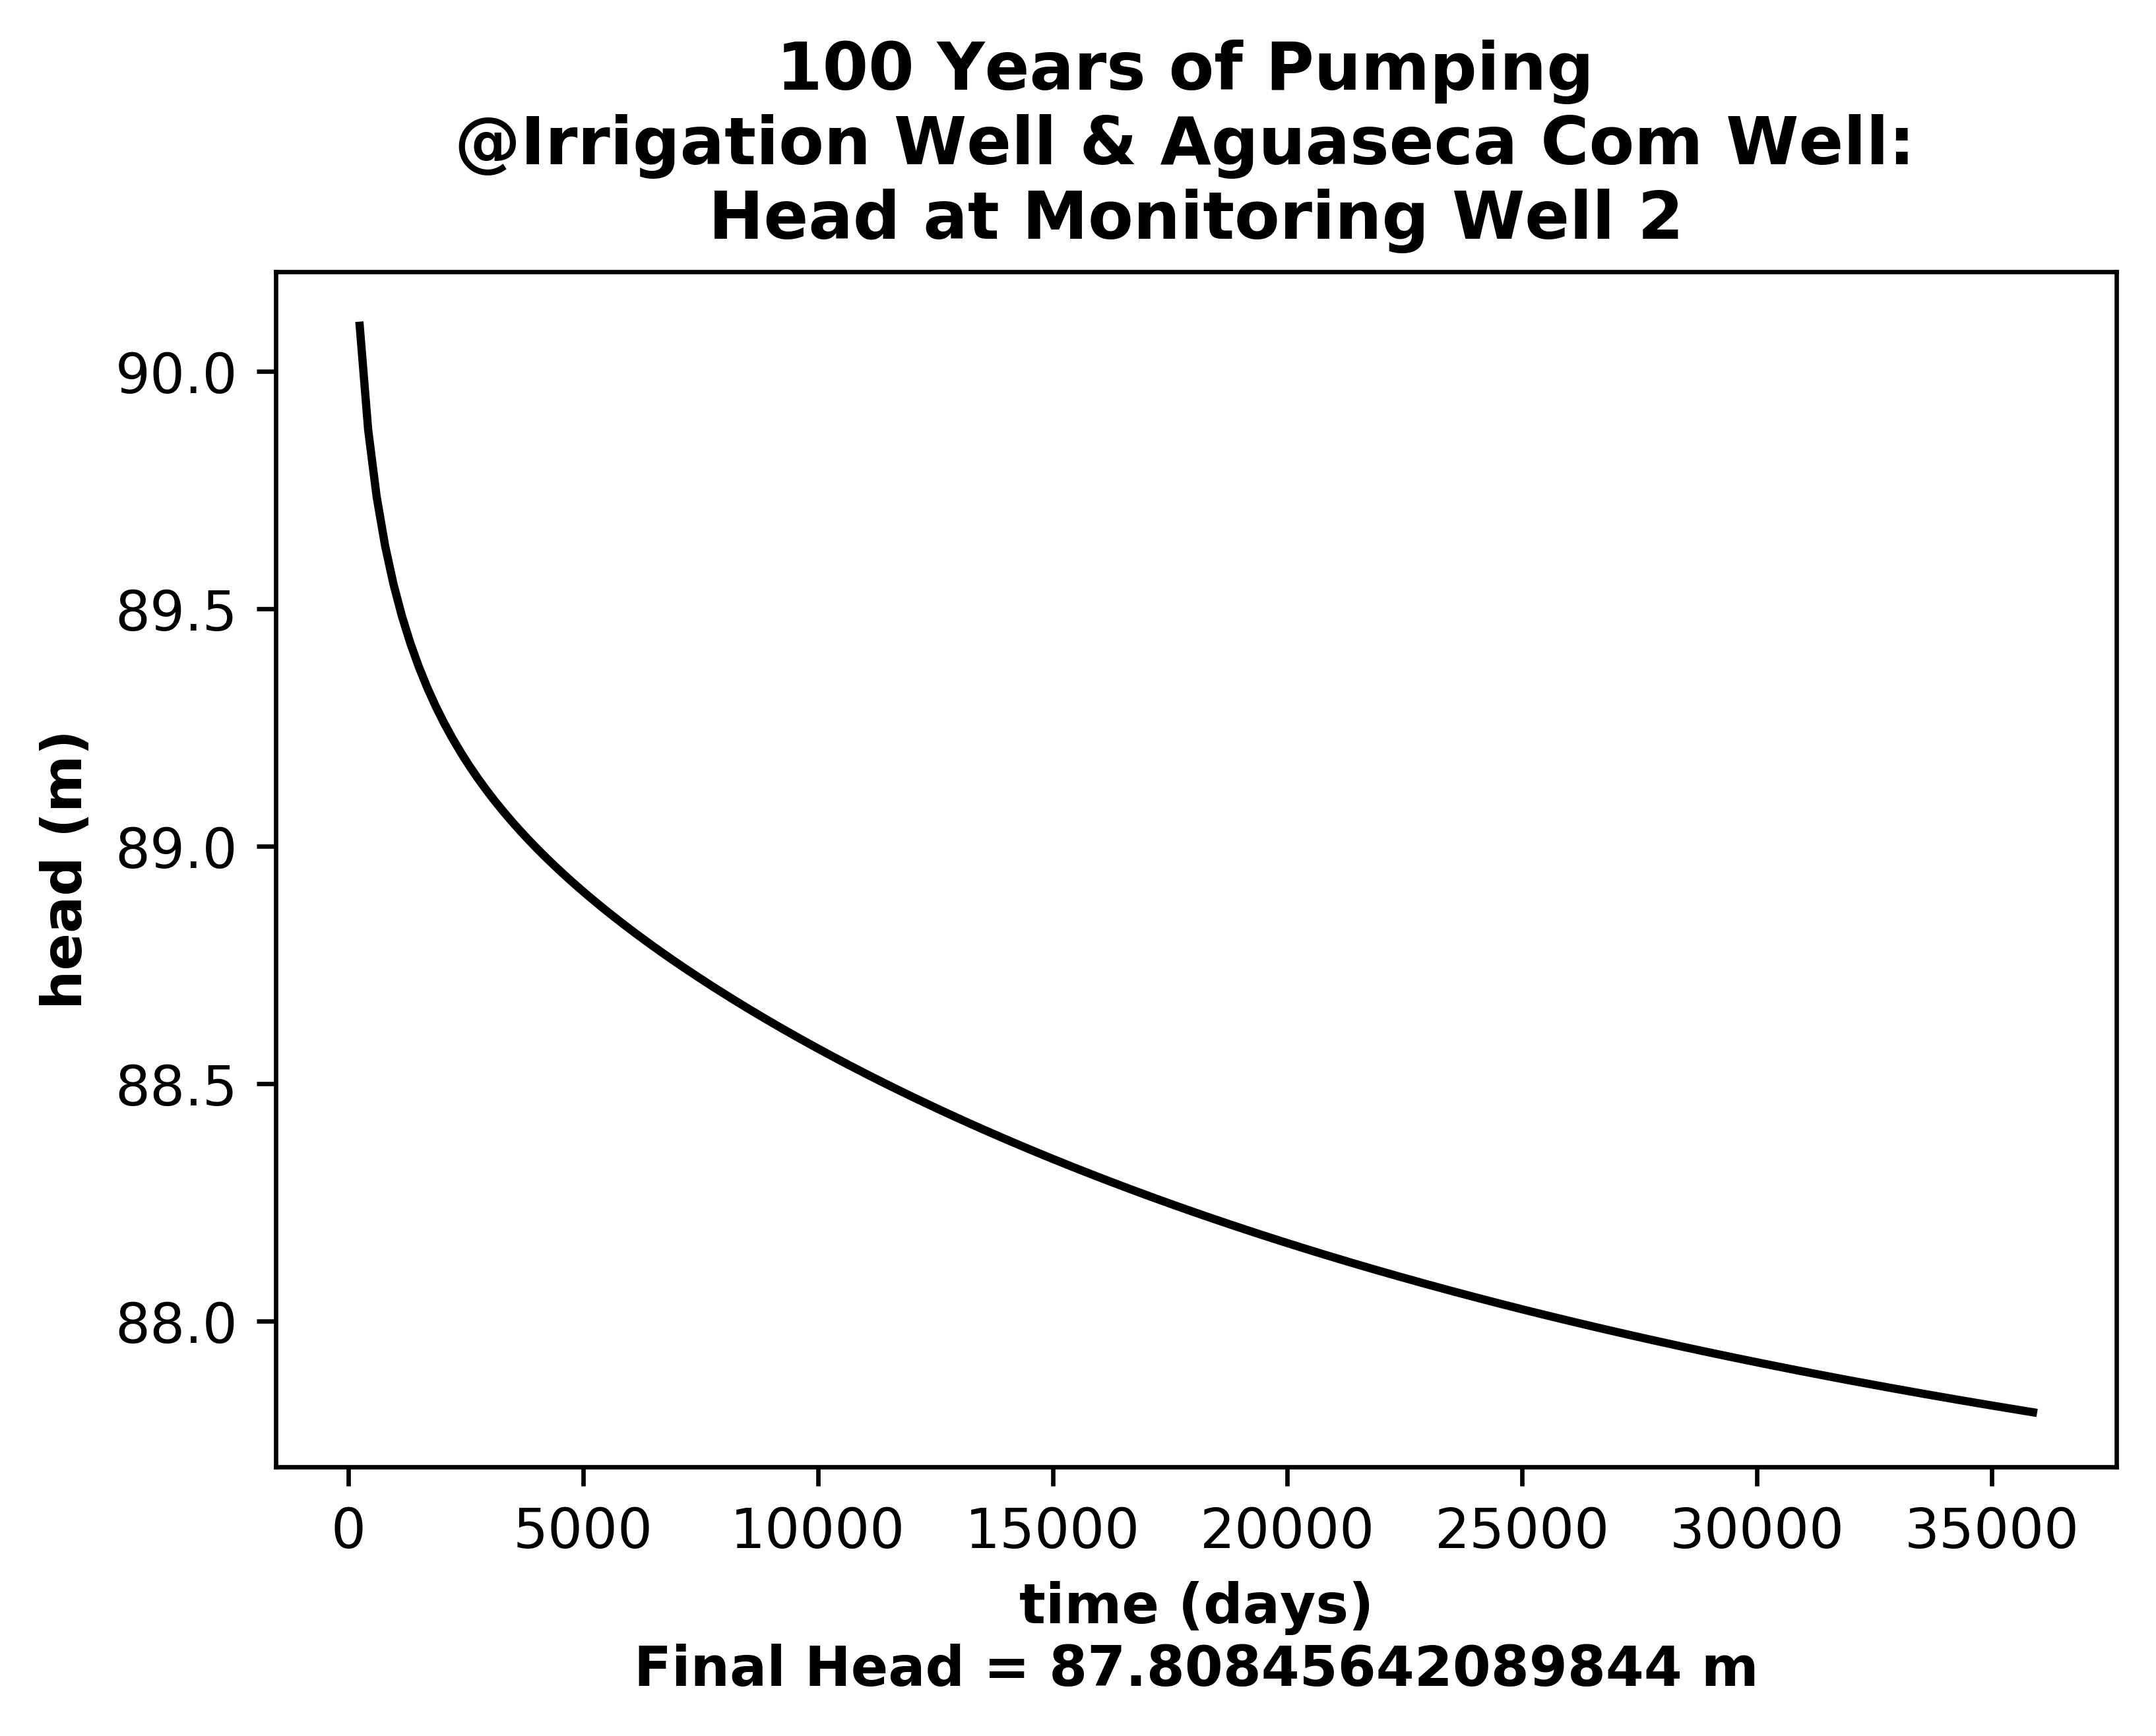 100 Years of Pumping
@Irrigation Well & Aguaseca Com Well:
Head at Monitoring Well 2
head (m)
90.0
89.5
89.0
88.5
88.0
0 5000 10000 15000 20000 25000 30000 35000
time (days)
Final Head = 87.80845642089844 m